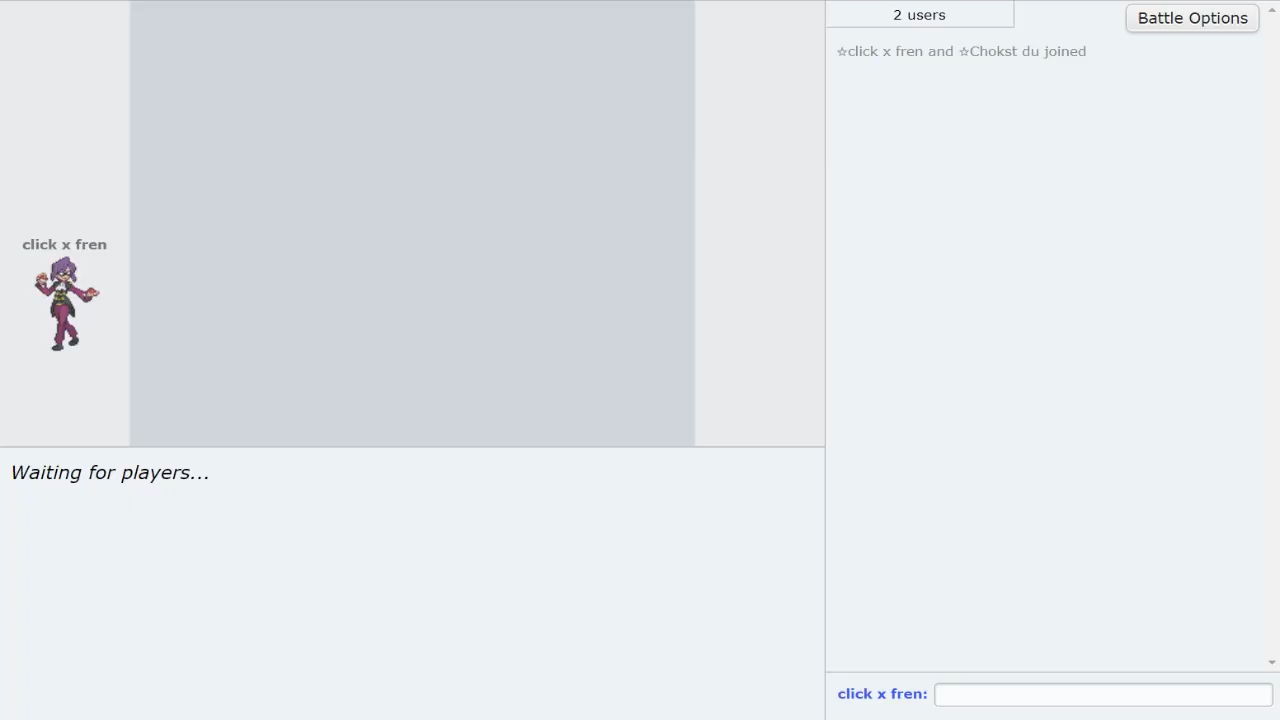 2 users
Battle Options
☆click x fren and ☆Chokst du joined
click x fren
Waiting for players...
click x fren: